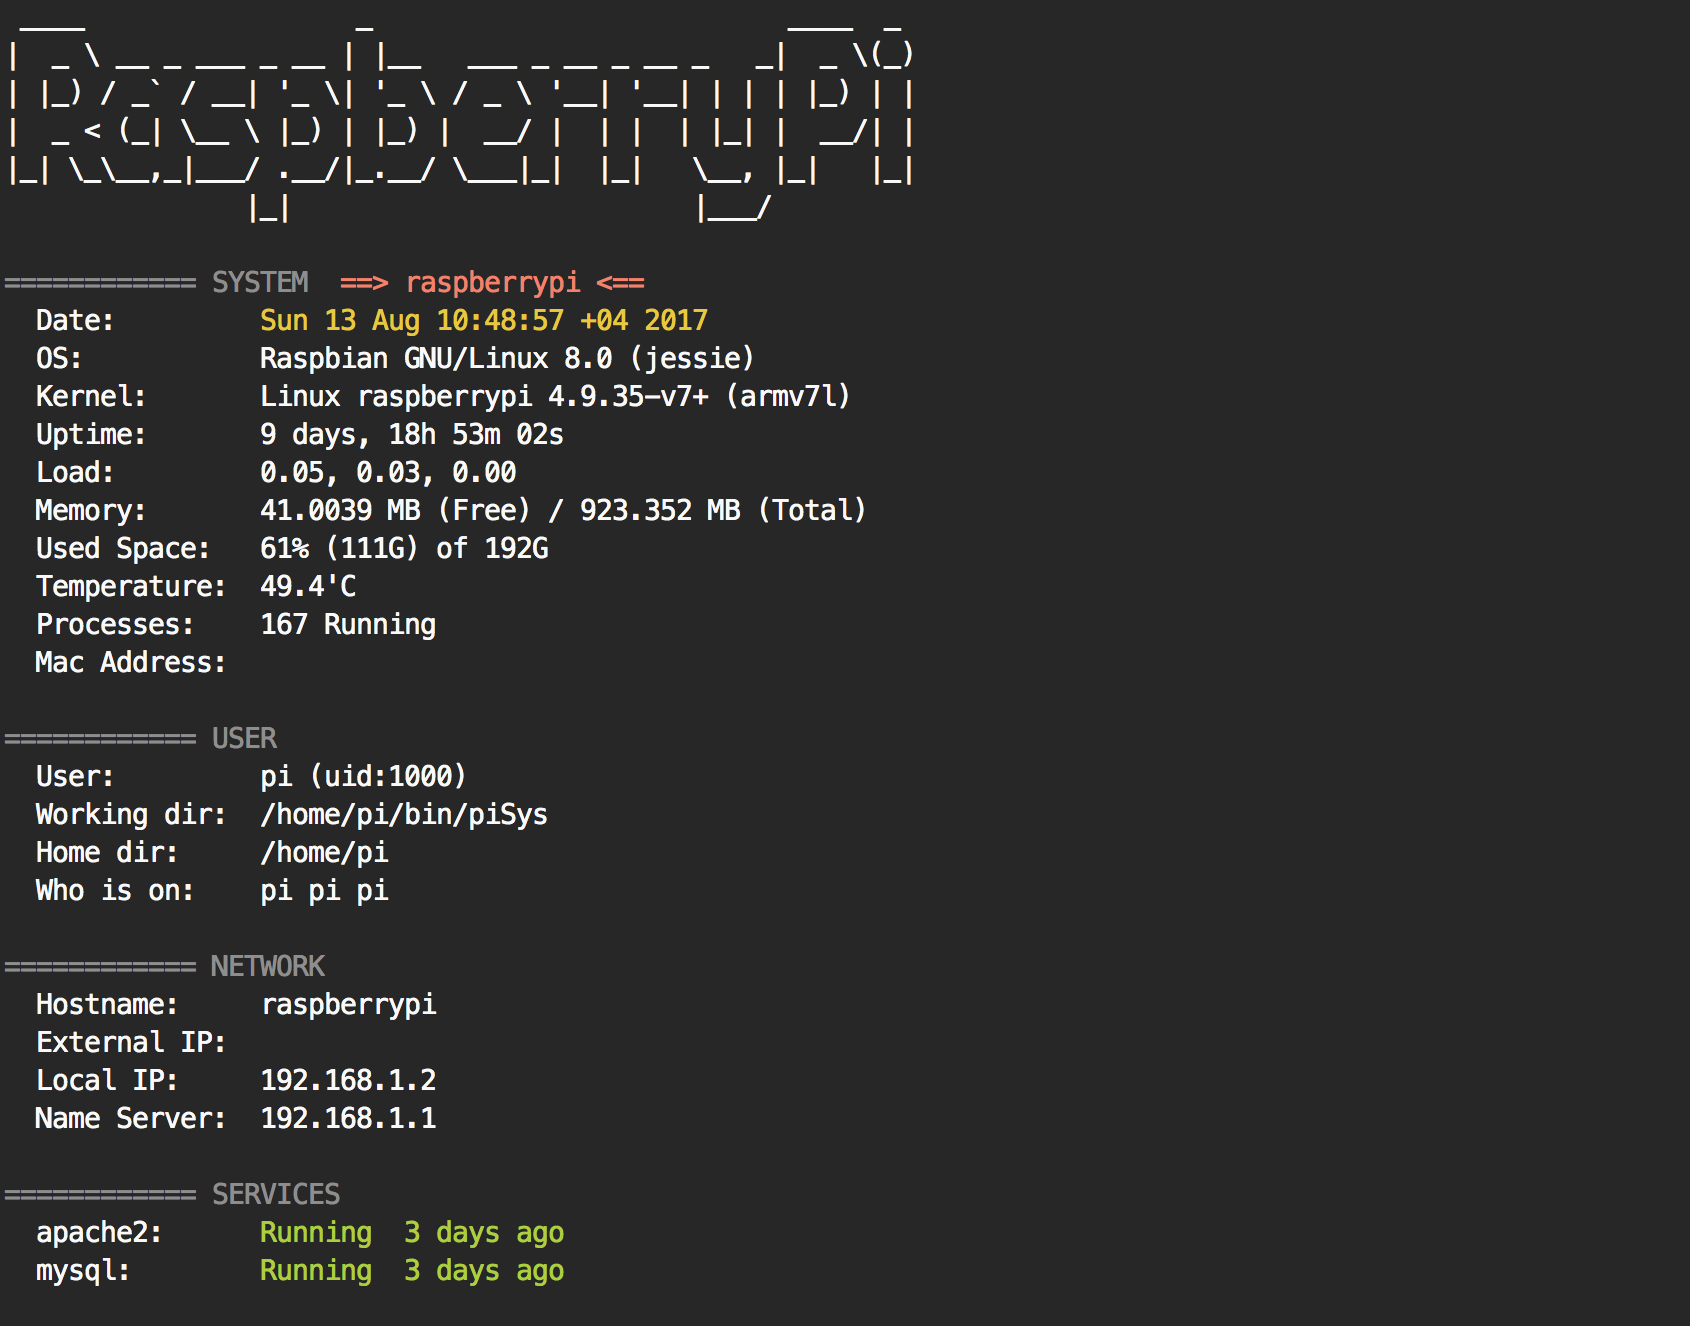 RaspberryPi
============ SYSTEM  ==> raspberrypi <==
Date: Sun 13 Aug 10:48:57 +04 2017
OS: Raspbian GNU/Linux 8.0 (jessie)
Kernel: Linux raspberrypi 4.9.35-v7+ (armv7l)
Uptime: 9 days, 18h 53m 02s
Load: 0.05, 0.03, 0.00
Memory: 41.0039 MB (Free) / 923.352 MB (Total)
Used Space: 61% (111G) of 192G
Temperature: 49.4'C
Processes: 167 Running
Mac Address:
============ USER
User: pi (uid:1000)
Working dir: /home/pi/bin/piSys
Home dir: /home/pi
Who is on: pi pi pi
============ NETWORK
Hostname: raspberrypi
External IP:
Local IP: 192.168.1.2
Name Server: 192.168.1.1
============ SERVICES
apache2: Running  3 days ago
mysql: Running  3 days ago